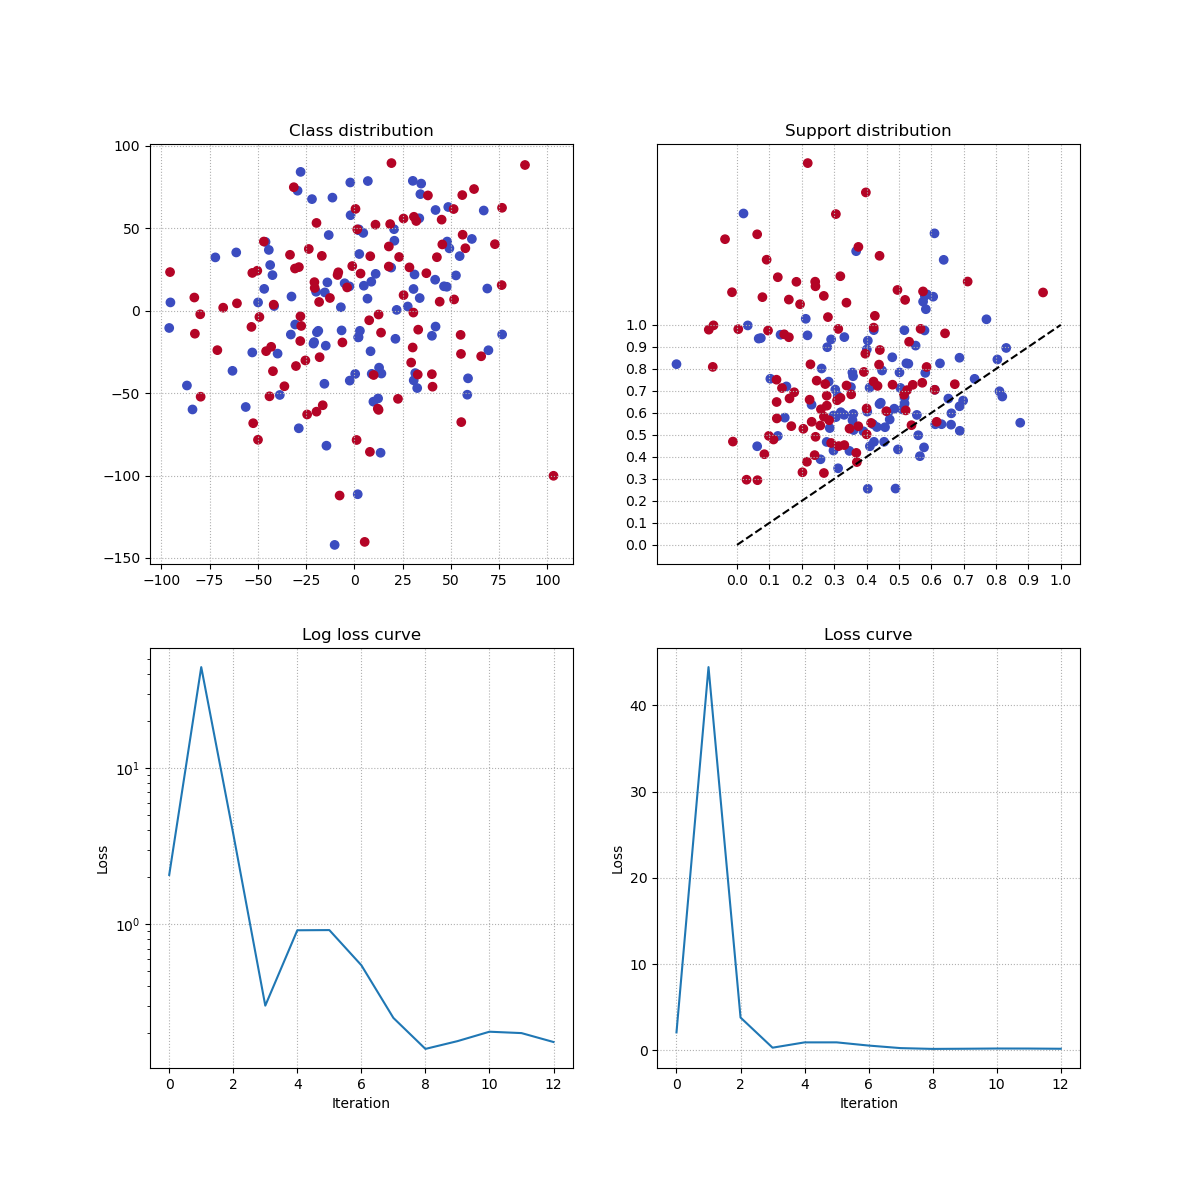 Class distribution
100
50
0
−50
−100
−150
−100 −75 −50 −25 0 25 50 75 100
Support distribution
1.0
0.9
0.8
0.7
0.6
0.5
0.4
0.3
0.2
0.1
0.0
0.0 0.1 0.2 0.3 0.4 0.5 0.6 0.7 0.8 0.9 1.0
Log loss curve
Loss
10¹
10⁰
0 2 4 6 8 10 12
Iteration
Loss curve
Loss
40
30
20
10
0
0 2 4 6 8 10 12
Iteration